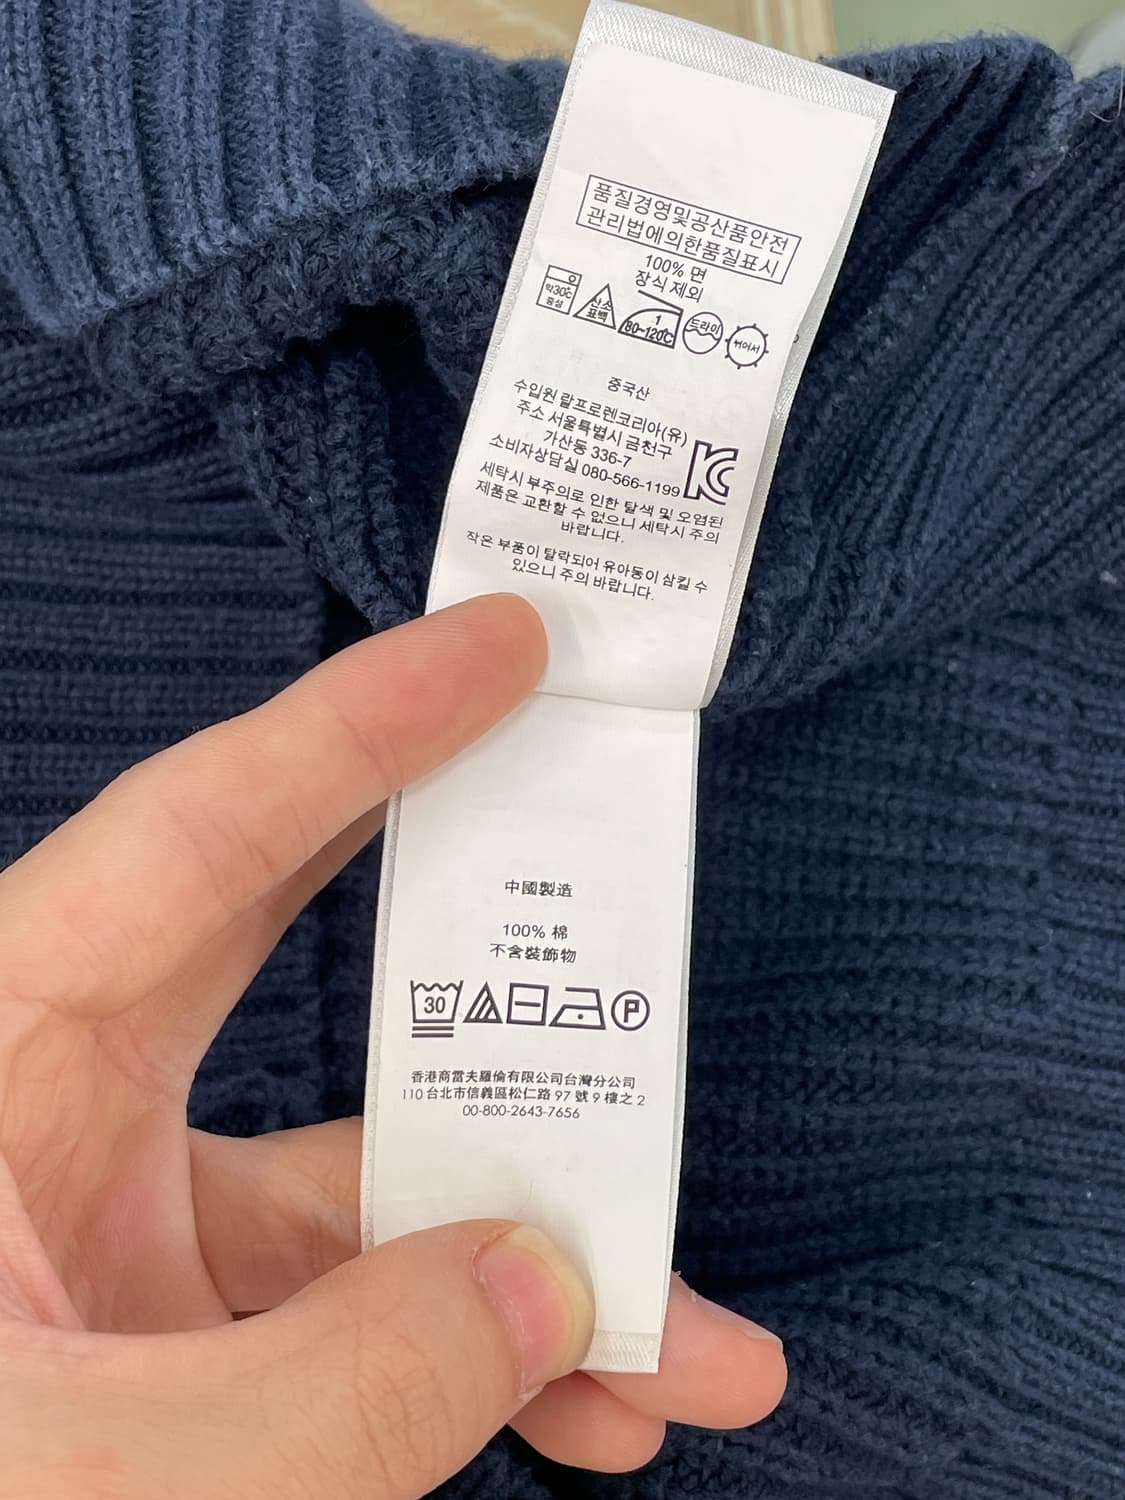 품질경영및공산품안전
관리법에의한품질표시
100% 면
장식 제외
약30℃
중성
산소
표백
1
80~120℃
드라이
뉘어서
중국산
수입원 랄프로렌코리아(유)
주소 서울특별시 금천구
가산동 336-7
소비자상담실 080-566-1199
세탁시 부주의로 인한 탈색 및 오염된
제품은 교환할 수 없으니 세탁시 주의
바랍니다.
작은 부품이 탈락되어 유아동이 삼킬 수
있으니 주의 바랍니다.
中國製造
100% 棉
不含裝飾物
30
P
香港商雷夫羅倫有限公司台灣分公司
110 台北市信義區松仁路 97 號 9 樓之 2
00-800-2643-7656